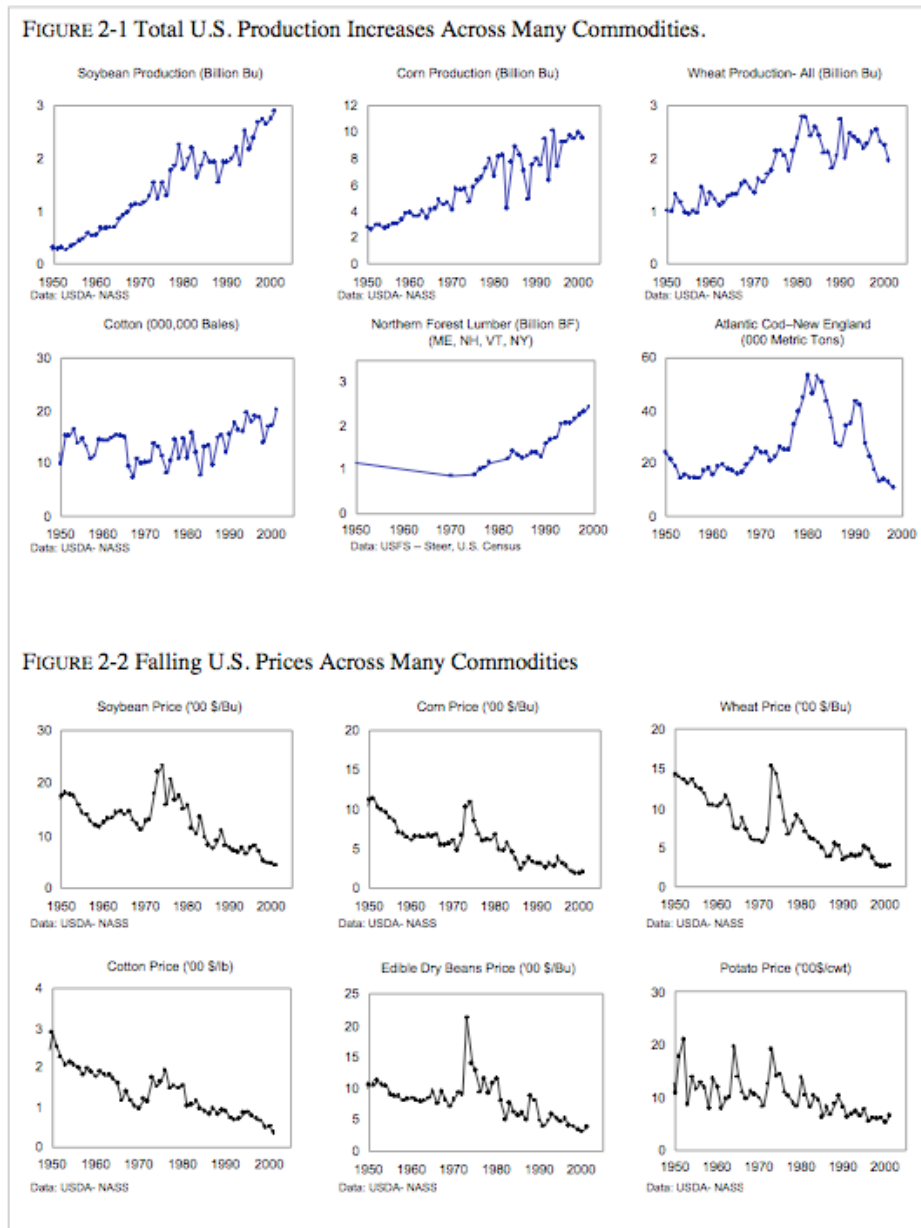 FIGURE 2-1 Total U.S. Production Increases Across Many Commodities.
Soybean Production (Billion Bu)
3
2
1
0
1950 1960 1970 1980 1990 2000
Data: USDA- NASS
Corn Production (Billion Bu)
12
10
8
6
4
2
0
1950 1960 1970 1980 1990 2000
Data: USDA- NASS
Wheat Production- All (Billion Bu)
3
2
1
0
1950 1960 1970 1980 1990 2000
Data: USDA- NASS
Cotton (000,000 Bales)
30
20
10
0
1950 1960 1970 1980 1990 2000
Data: USDA- NASS
Northern Forest Lumber (Billion BF)
(ME, NH, VT, NY)
3
2
1
0
1950 1960 1970 1980 1990 2000
Data: USFS -- Steer, U.S. Census
Atlantic Cod–New England
(000 Metric Tons)
60
40
20
0
1950 1960 1970 1980 1990 2000
FIGURE 2-2 Falling U.S. Prices Across Many Commodities
Soybean Price ('00 $/Bu)
30
20
10
0
1950 1960 1970 1980 1990 2000
Data: USDA- NASS
Corn Price ('00 $/Bu)
20
15
10
5
0
1950 1960 1970 1980 1990 2000
Data: USDA- NASS
Wheat Price ('00 $/Bu)
20
15
10
5
0
1950 1960 1970 1980 1990 2000
Data: USDA- NASS
Cotton Price ('00 $/lb)
4
3
2
1
0
1950 1960 1970 1980 1990 2000
Data: USDA- NASS
Edible Dry Beans Price ('00 $/Bu)
25
20
15
10
5
0
1950 1960 1970 1980 1990 2000
Data: USDA- NASS
Potato Price ('00$/cwt)
30
20
10
0
1950 1960 1970 1980 1990 2000
Data: USDA- NASS